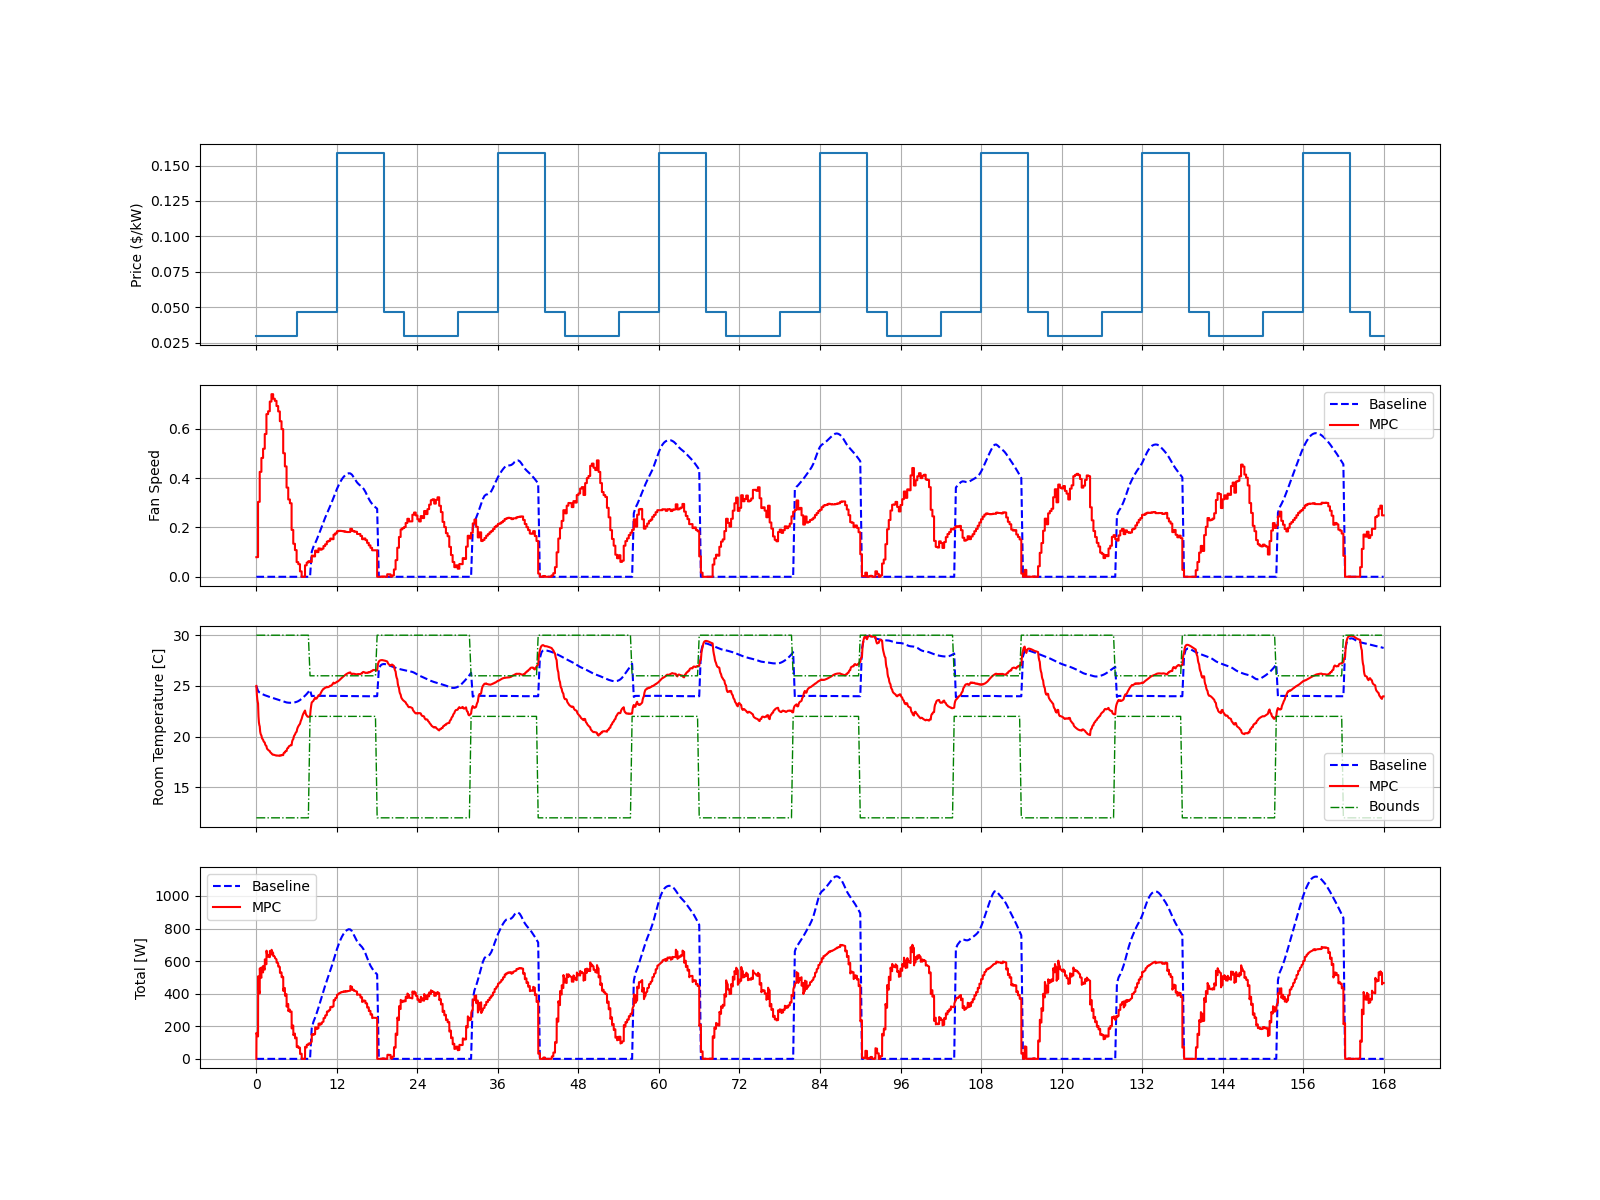 0.150
0.125
0.100
0.075
0.050
0.025
Price ($/kW)
0.6
0.4
0.2
0.0
Fan Speed
Baseline
MPC
30
25
20
15
Room Temperature [C]
Baseline
MPC
Bounds
1000
800
600
400
200
0
Total [W]
Baseline
MPC
0 12 24 36 48 60 72 84 96 108 120 132 144 156 168